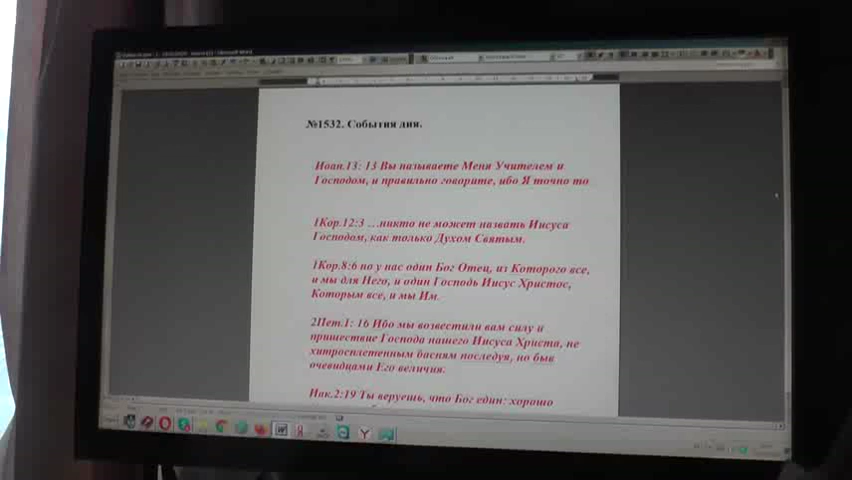 №1532. События дня.
Иоан.13: 13 Вы называете Меня Учителем и
Господом, и правильно говорите, ибо Я точно то
1Кор.12:3 …никто не может назвать Иисуса
Господом, как только Духом Святым.
1Кор.8:6 но у нас один Бог Отец, из Которого все,
и мы для Него, и один Господь Иисус Христос,
Которым все, и мы Им.
2Пет.1: 16 Ибо мы возвестили вам силу и
пришествие Господа нашего Иисуса Христа, не
хитросплетенным басням последуя, но быв
очевидцами Его величия.
Иак.2:19 Ты веруешь, что Бог един: хорошо